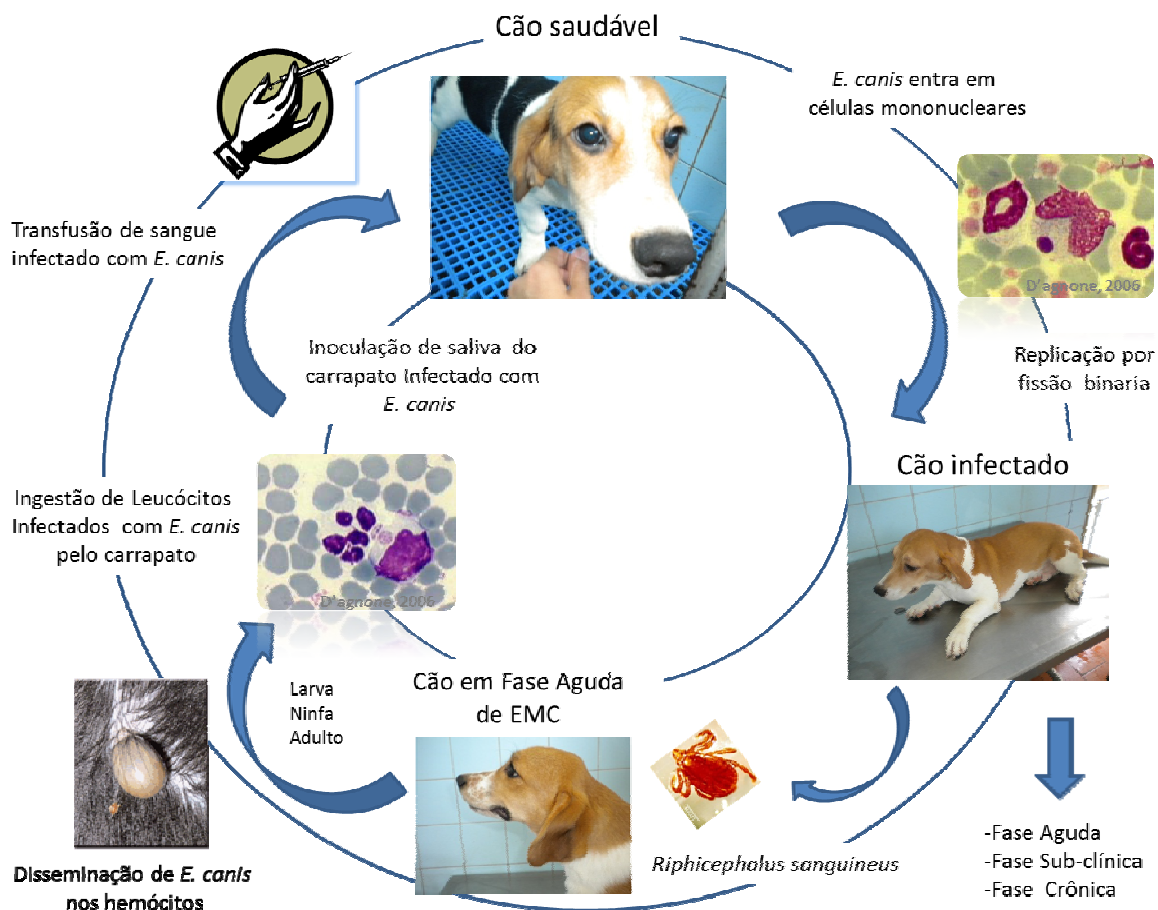 Cão saudável
E. canis entra em
células mononucleares
D'agnone, 2006
Replicação por
fissão binaria
Cão infectado
-Fase Aguda
-Fase Sub-clínica
-Fase Crônica
Riphicephalus sanguineus
Cão em Fase Aguda
de EMC
Larva
Ninfa
Adulto
Disseminação de E. canis
nos hemócitos
Ingestão de Leucócitos
Infectados com E. canis
pelo carrapato
D'agnone, 2006
Inoculação de saliva do
carrapato Infectado com
E. canis
Transfusão de sangue
infectado com E. canis